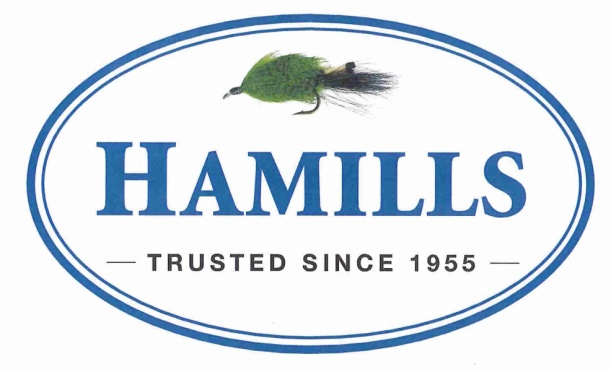 HAMILLS
— TRUSTED SINCE 1955 —